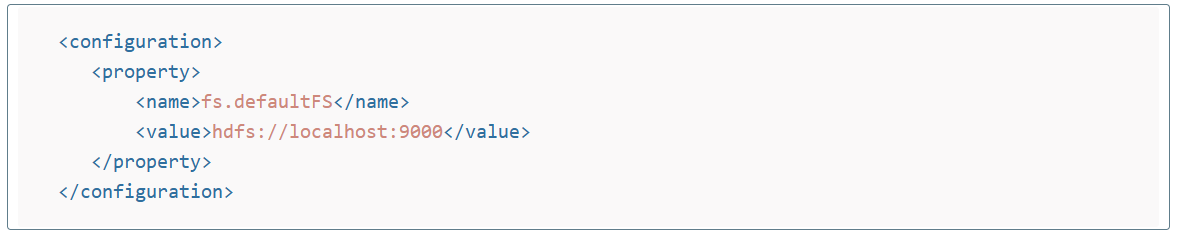 <configuration>
<property>
<name>fs.defaultFS</name>
<value>hdfs://localhost:9000</value>
</property>
</configuration>